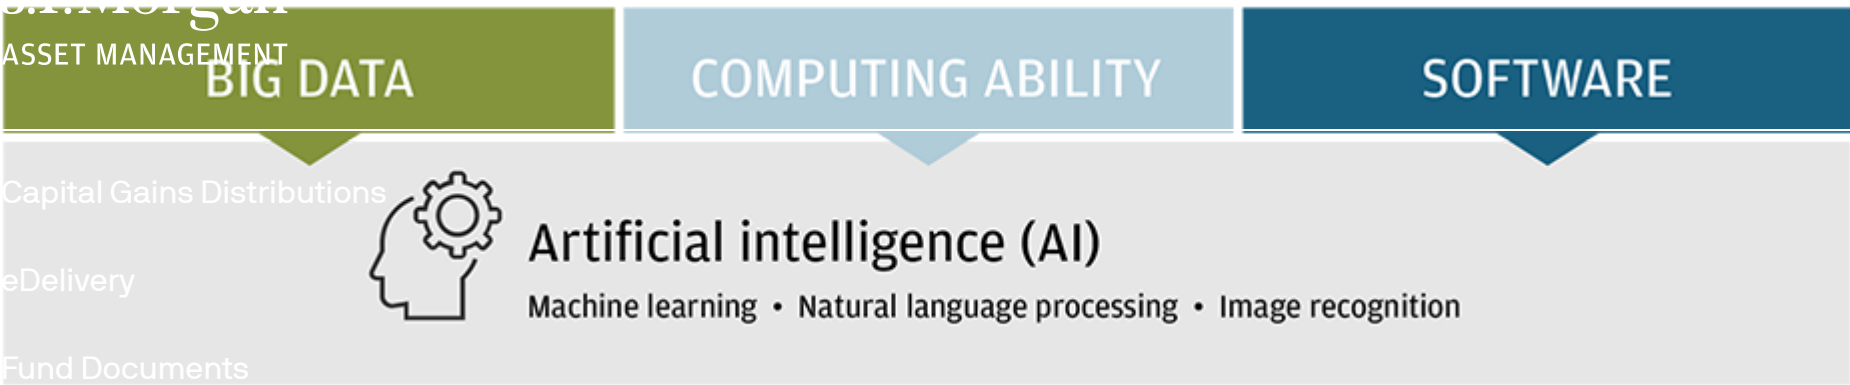 J.P.Morgan
ASSET MANAGEMENT
BIG DATA
COMPUTING ABILITY
SOFTWARE
Capital Gains Distributions
Artificial intelligence (AI)
eDelivery
Machine learning • Natural language processing • Image recognition
Fund Documents